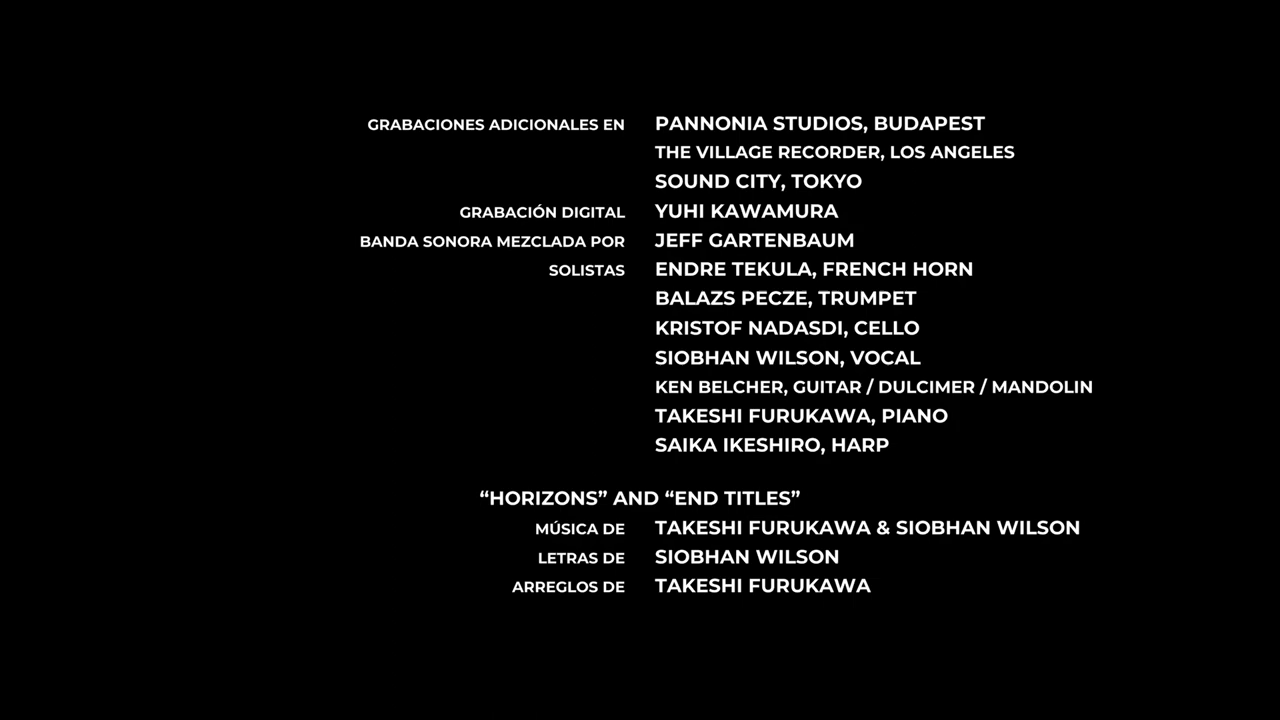 GRABACIONES ADICIONALES EN PANNONIA STUDIOS, BUDAPEST
THE VILLAGE RECORDER, LOS ANGELES
SOUND CITY, TOKYO
GRABACIÓN DIGITAL YUHI KAWAMURA
BANDA SONORA MEZCLADA POR JEFF GARTENBAUM
SOLISTAS ENDRE TEKULA, FRENCH HORN
BALAZS PECZE, TRUMPET
KRISTOF NADASDI, CELLO
SIOBHAN WILSON, VOCAL
KEN BELCHER, GUITAR / DULCIMER / MANDOLIN
TAKESHI FURUKAWA, PIANO
SAIKA IKESHIRO, HARP
“HORIZONS” AND “END TITLES”
MÚSICA DE TAKESHI FURUKAWA & SIOBHAN WILSON
LETRAS DE SIOBHAN WILSON
ARREGLOS DE TAKESHI FURUKAWA